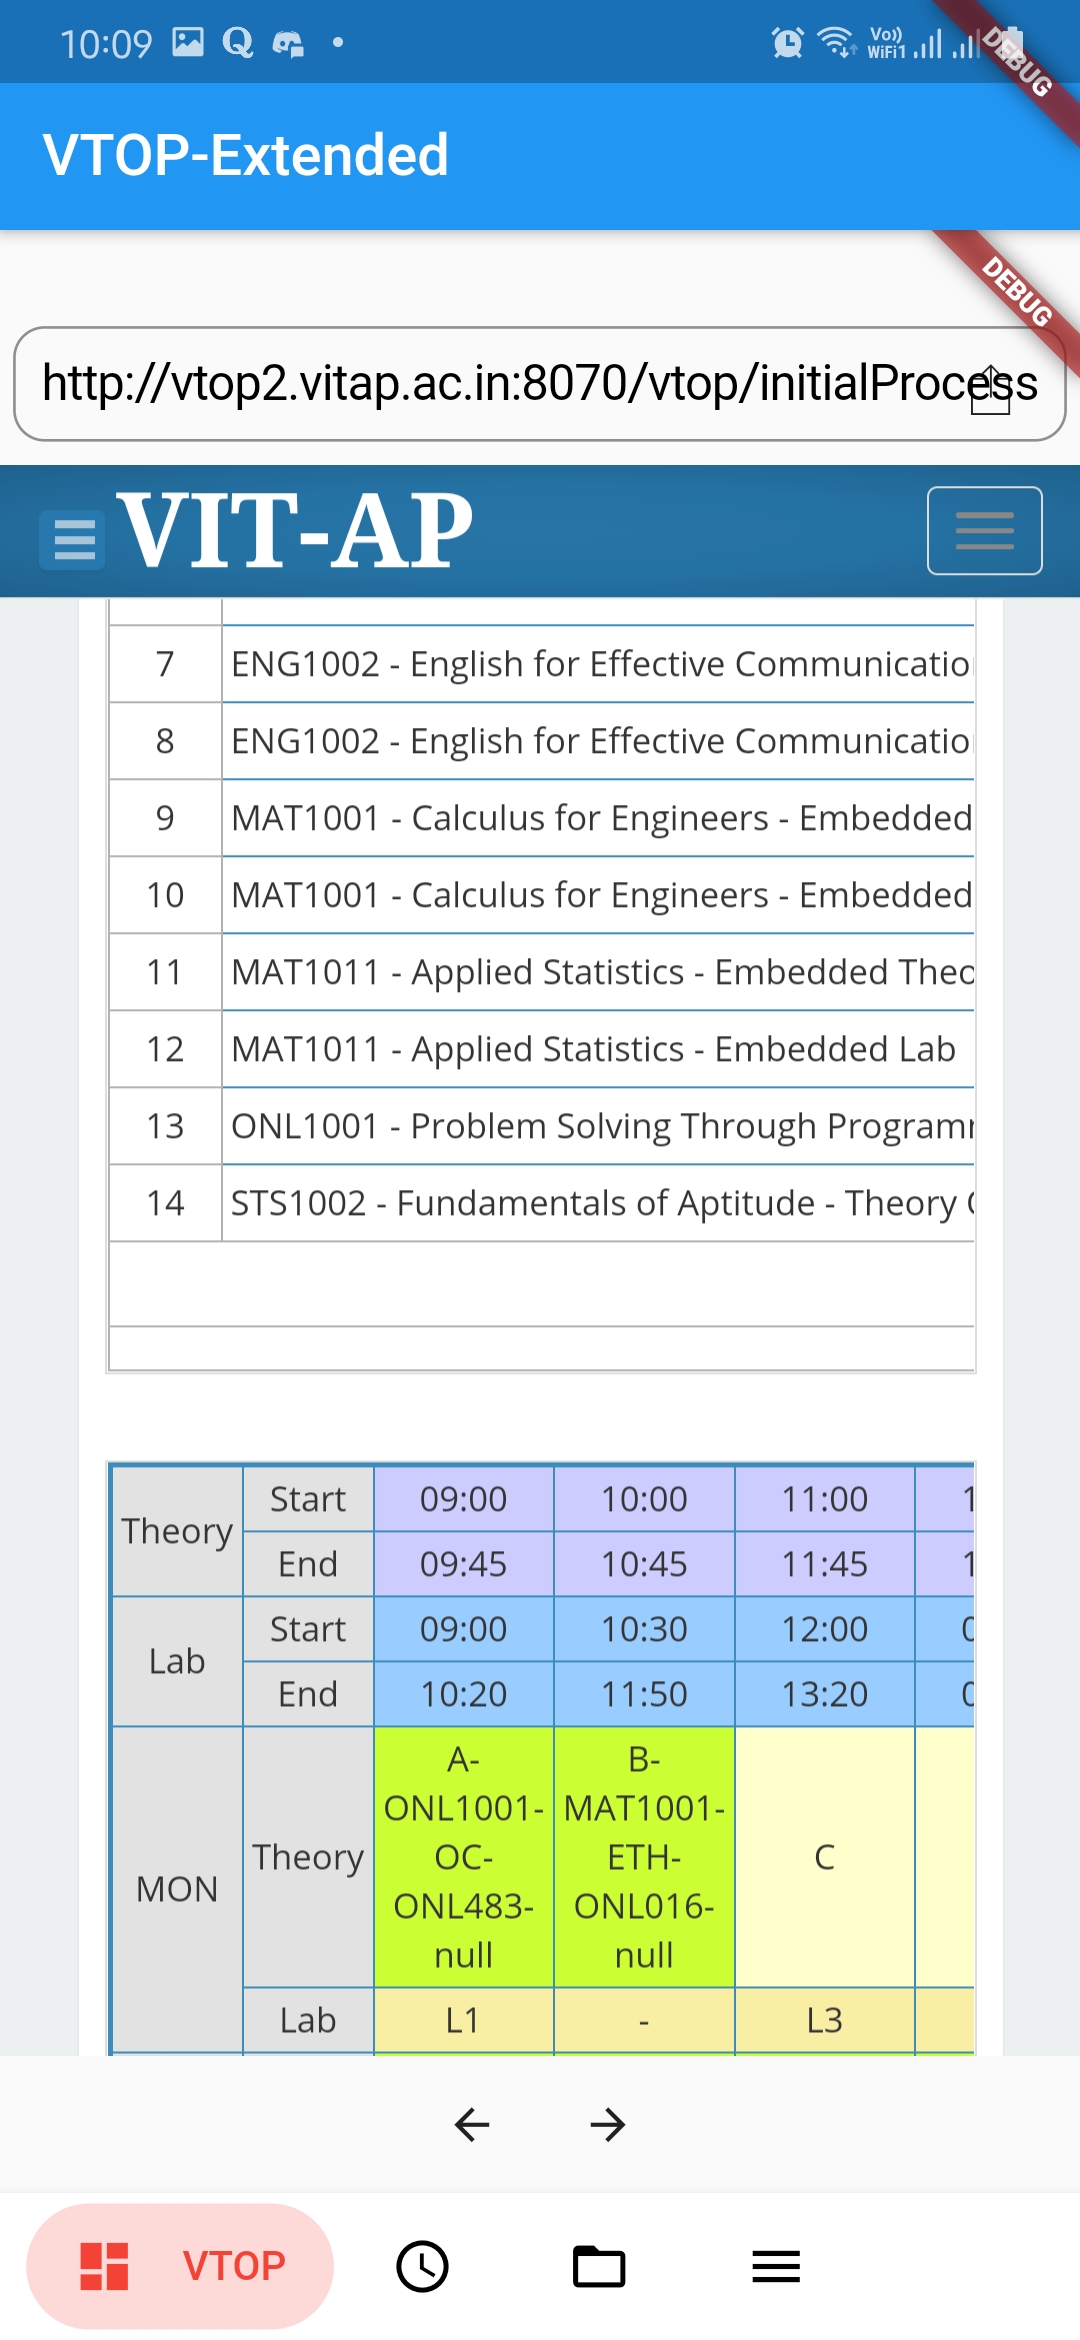 10:09
Vo))
WiFi1
DEBUG
VTOP-Extended
DEBUG
http://vtop2.vitap.ac.in:8070/vtop/initialProcess
VIT-AP
7 ENG1002 - English for Effective Communication
8 ENG1002 - English for Effective Communication
9 MAT1001 - Calculus for Engineers - Embedded
10 MAT1001 - Calculus for Engineers - Embedded
11 MAT1011 - Applied Statistics - Embedded Theo
12 MAT1011 - Applied Statistics - Embedded Lab
13 ONL1001 - Problem Solving Through Program
14 STS1002 - Fundamentals of Aptitude - Theory
Theory Start 09:00 10:00 11:00 1
End 09:45 10:45 11:45 1
Lab Start 09:00 10:30 12:00 0
End 10:20 11:50 13:20 0
MON Theory A-ONL1001-OC-ONL483-null B-MAT1001-ETH-ONL016-null C
Lab L1 - L3
VTOP